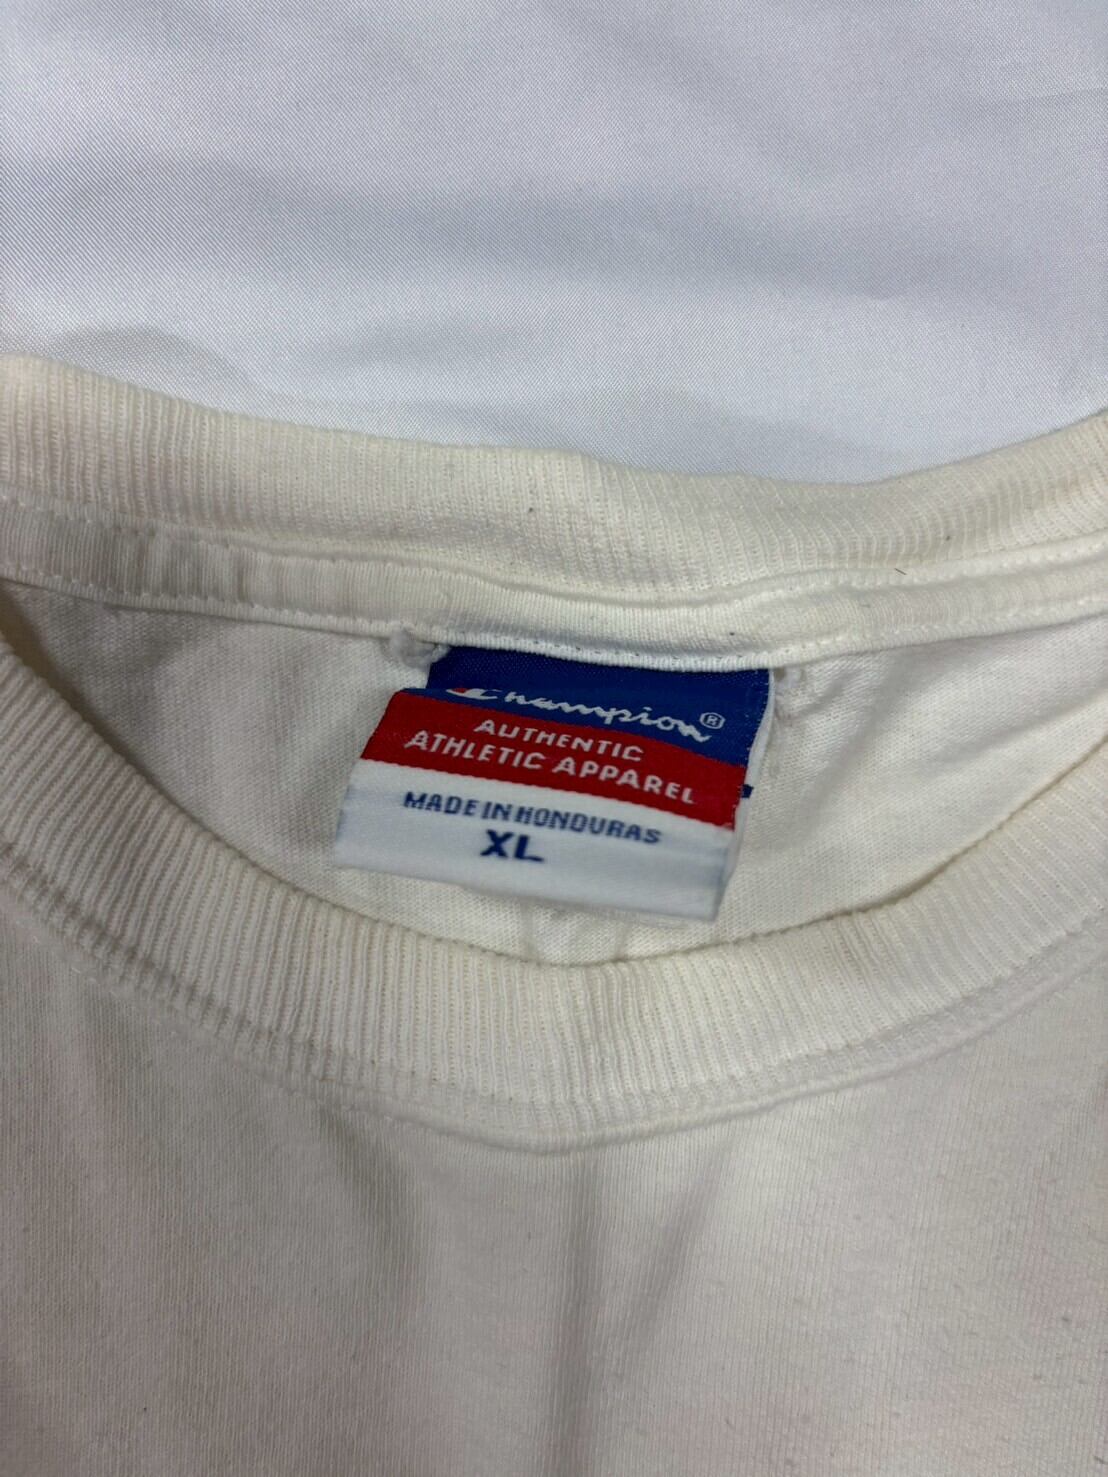 Champion®
AUTHENTIC
ATHLETIC APPAREL
MADE IN HONDURAS
XL